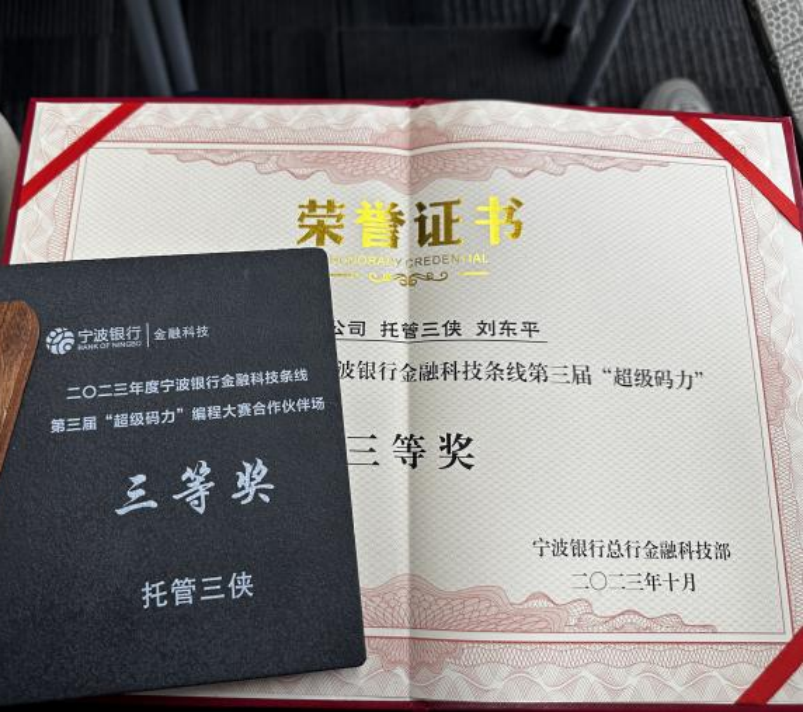 荣誉证书
HONORARY CREDENTIAL
公司 托管三侠 刘东平
波银行金融科技条线第三届“超级码力”
三等奖
宁波银行总行金融科技部
二〇二三年十月
宁波银行 | 金融科技
BANK OF NINGBO
二〇二三年度宁波银行金融科技条线
第三届“超级码力”编程大赛合作伙伴场
三等奖
托管三侠